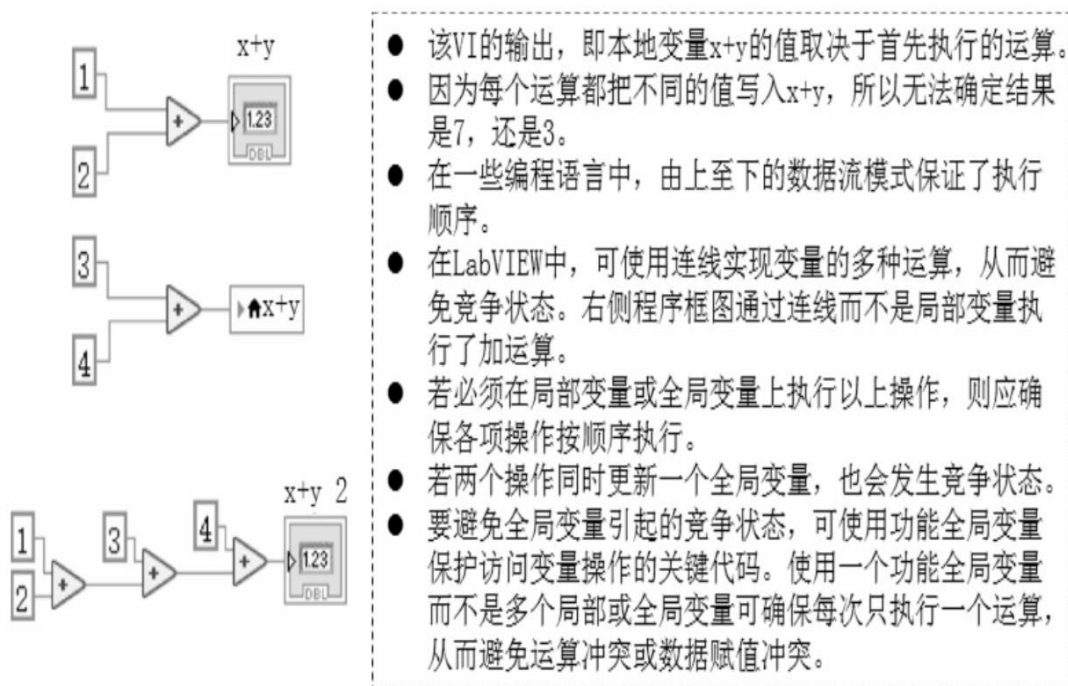 x+y
1
1.23
DBL
2
3
x+y
4
x+y 2
1
3
4
1.23
DBL
2
● 该VI的输出，即本地变量x+y的值取决于首先执行的运算。
● 因为每个运算都把不同的值写入x+y，所以无法确定结果
是7，还是3。
● 在一些编程语言中，由上至下的数据流模式保证了执行
顺序。
● 在LabVIEW中，可使用连线实现变量的多种运算，从而避
免竞争状态。右侧程序框图通过连线而不是局部变量执
行了加运算。
● 若必须在局部变量或全局变量上执行以上操作，则应确
保各项操作按顺序执行。
● 若两个操作同时更新一个全局变量，也会发生竞争状态。
● 要避免全局变量引起的竞争状态，可使用功能全局变量
保护访问变量操作的关键代码。使用一个功能全局变量
而不是多个局部或全局变量可确保每次只执行一个运算，
从而避免运算冲突或数据赋值冲突。